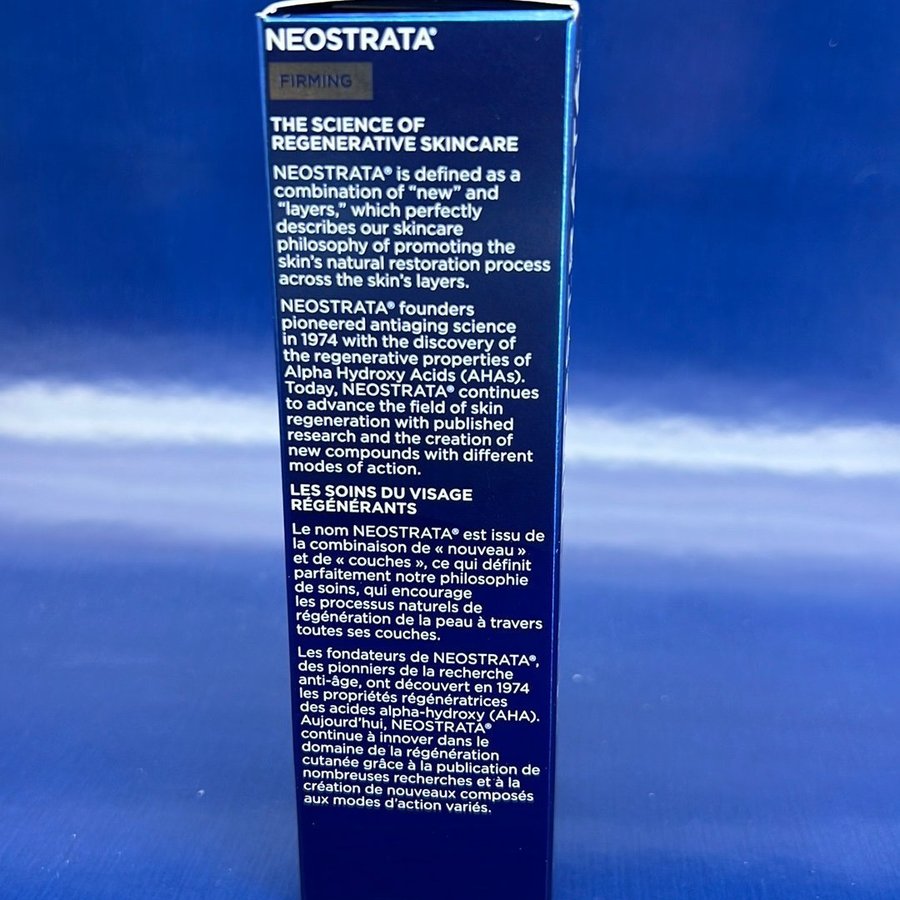 NEOSTRATA®
FIRMING
THE SCIENCE OF
REGENERATIVE SKINCARE
NEOSTRATA® is defined as a
combination of “new” and
“layers,” which perfectly
describes our skincare
philosophy of promoting the
skin’s natural restoration process
across the skin’s layers.
NEOSTRATA® founders
pioneered antiaging science
in 1974 with the discovery of
the regenerative properties of
Alpha Hydroxy Acids (AHAs).
Today, NEOSTRATA® continues
to advance the field of skin
regeneration with published
research and the creation of
new compounds with different
modes of action.
LES SOINS DU VISAGE
RÉGÉNÉRANTS
Le nom NEOSTRATA® est issu de
la combinaison de « nouveau »
et de « couches », ce qui définit
parfaitement notre philosophie
de soins, qui encourage
les processus naturels de
régénération de la peau à travers
toutes ses couches.
Les fondateurs de NEOSTRATA®,
des pionniers de la recherche
anti-âge, ont découvert en 1974
les propriétés régénératrices
des acides alpha-hydroxy (AHA).
Aujourd’hui, NEOSTRATA®
continue à innover dans le
domaine de la régénération
cutanée grâce à la publication de
nombreuses recherches et à la
création de nouveaux composés
aux modes d’action variés.